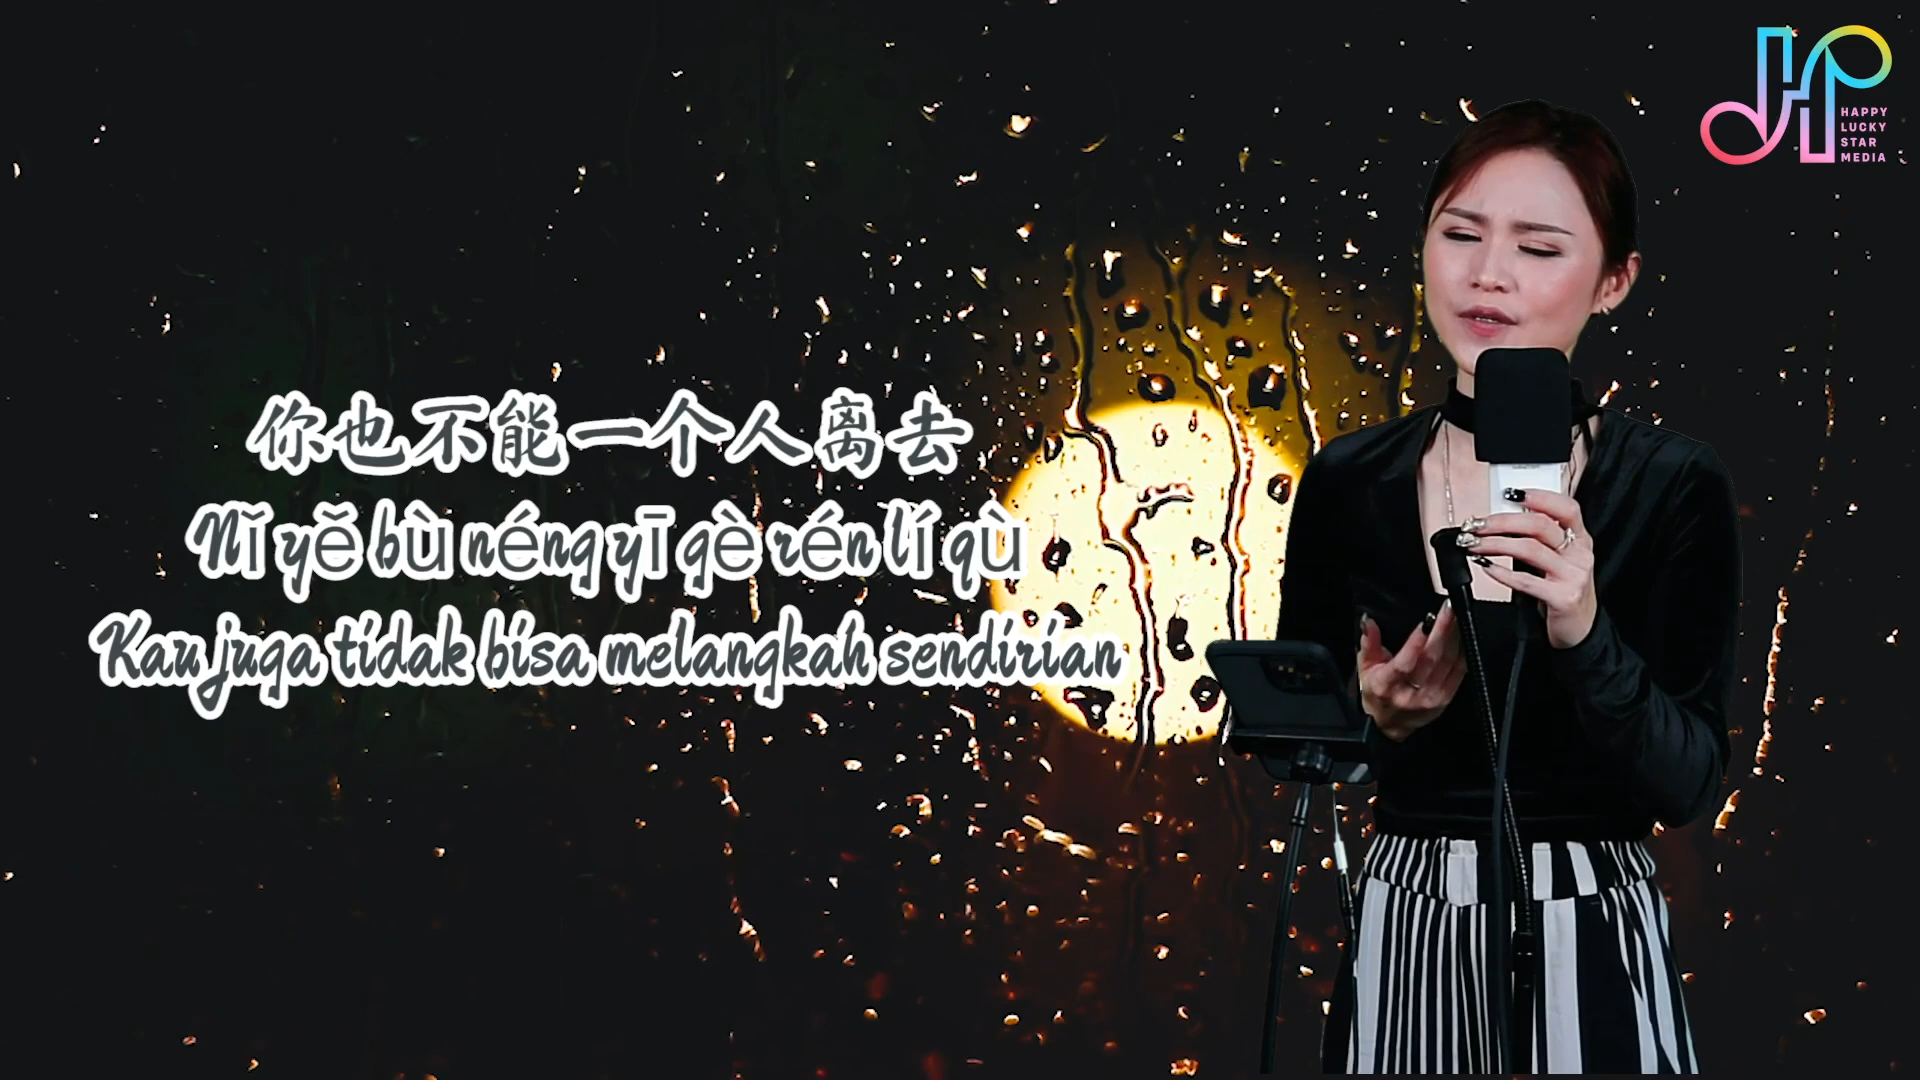 你也不能一个人离去
Nǐ yě bù néng yī gè rén lí qù
Kau juga tidak bisa melangkah sendirian
HAPPY
LUCKY
STAR
MEDIA